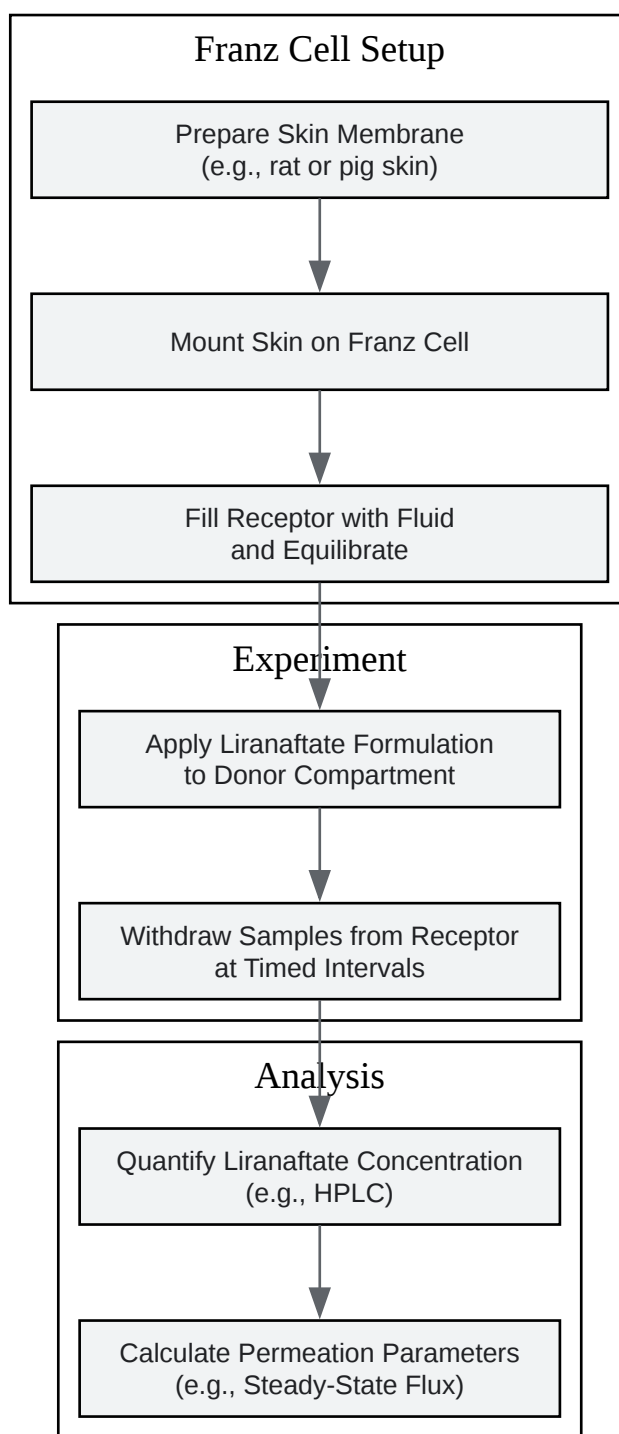 Franz Cell Setup
Prepare Skin Membrane
(e.g., rat or pig skin)
Mount Skin on Franz Cell
Fill Receptor with Fluid
and Equilibrate
Experiment
Apply Liranaftate Formulation
to Donor Compartment
Withdraw Samples from Receptor
at Timed Intervals
Analysis
Quantify Liranaftate Concentration
(e.g., HPLC)
Calculate Permeation Parameters
(e.g., Steady-State Flux)